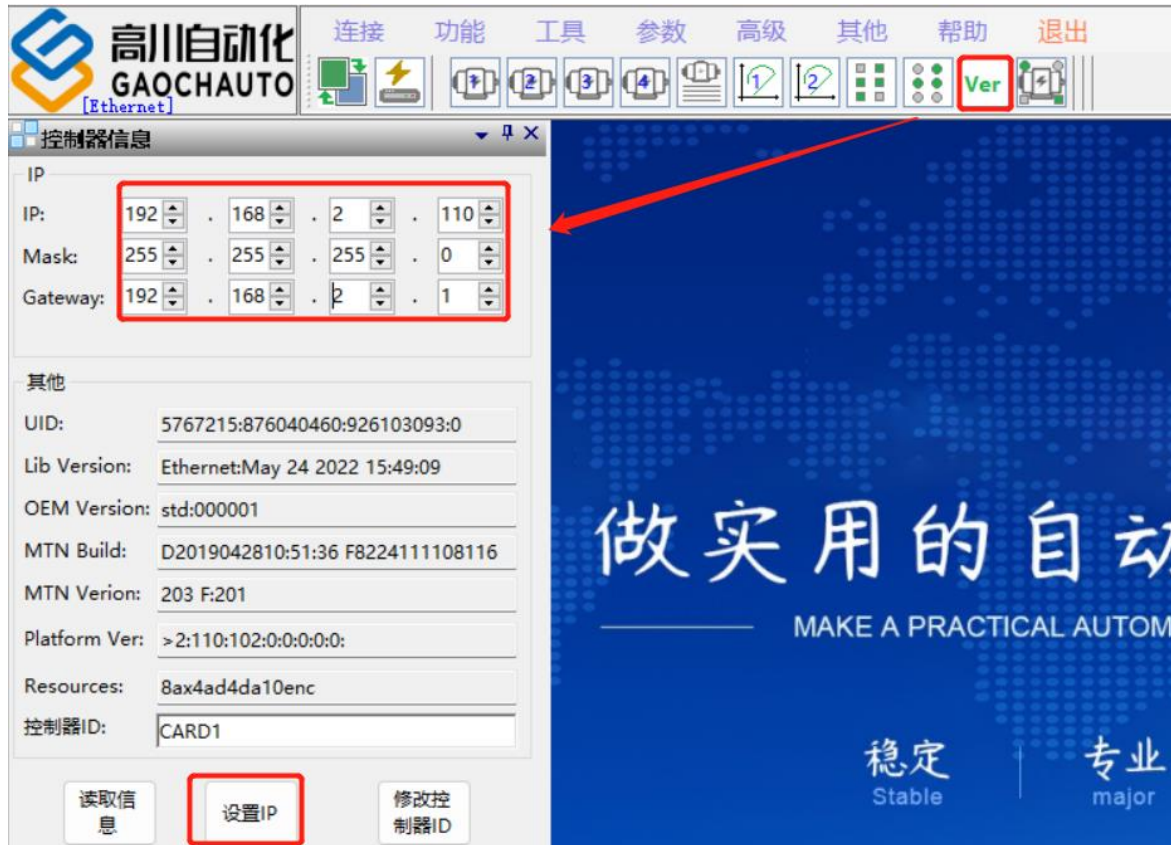 高川自动化
GAOCHAUTO
[Ethernet]
连接 功能 工具 参数 高级 其他 帮助 退出
1 2 3 4 1 2 Ver
控制器信息
IP
IP: 192 . 168 . 2 . 110
Mask: 255 . 255 . 255 . 0
Gateway: 192 . 168 . 2 . 1
其他
UID: 5767215:876040460:926103093:0
Lib Version: Ethernet:May 24 2022 15:49:09
OEM Version: std:000001
MTN Build: D2019042810:51:36 F8224111108116
MTN Verion: 203 F:201
Platform Ver: >2:110:102:0:0:0:0:0:
Resources: 8ax4ad4da10enc
控制器ID: CARD1
读取信
息
设置IP
修改控
制器ID
做实用的自动
MAKE A PRACTICAL AUTOM
稳定
Stable
专业
major